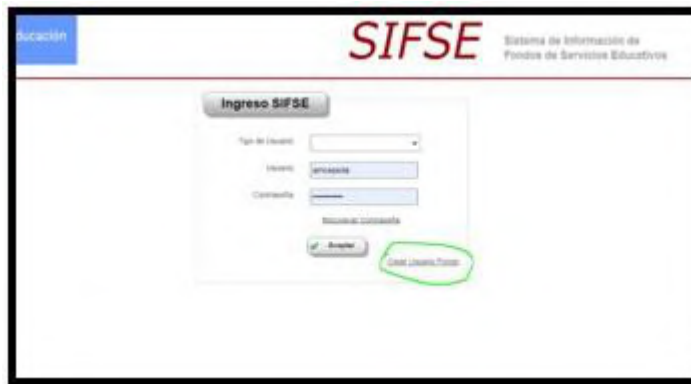 ducación
SIFSE
Sistema de Información de
Fondos de Servicios Educativos
Ingreso SIFSE
Tipo de Usuario
Usuario
Contraseña
Recuperar Contraseña
Aceptar
Crear Usuario Fondo